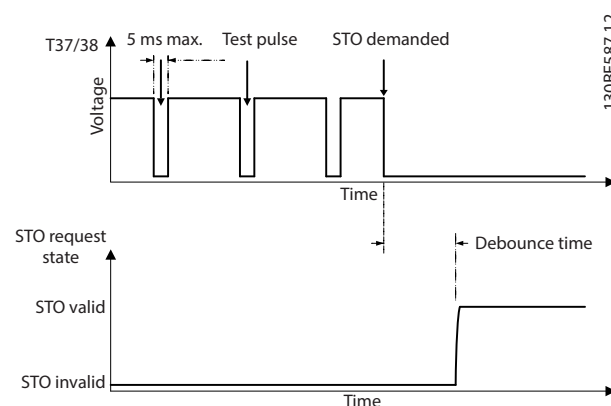 T37/38
5 ms max.
Test pulse
STO demanded
Voltage
Time
130BE587.12
STO request
state
Debounce time
STO valid
STO invalid
Time